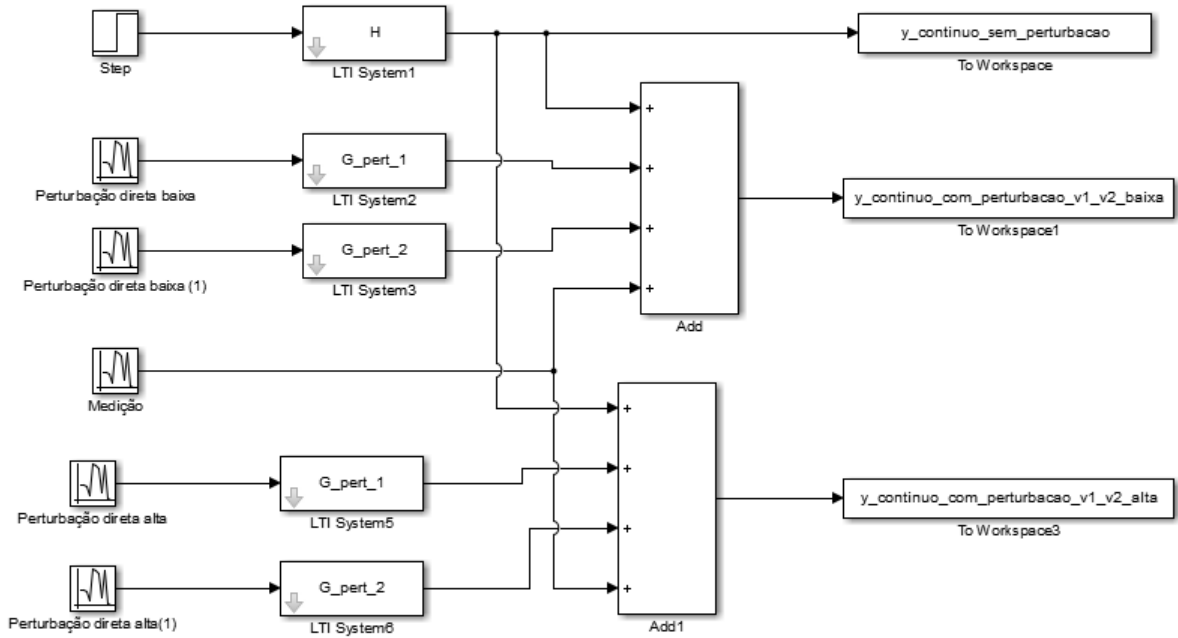 H
Step
LTI System1
y_continuo_sem_perturbacao
To Workspace
+
G_pert_1
Perturbação direta baixa
LTI System2
+
y_continuo_com_perturbacao_v1_v2_baixa
To Workspace1
G_pert_2
Perturbação direta baixa (1)
LTI System3
+
+
Add
Medição
+
G_pert_1
Perturbação direta alta
LTI System5
+
y_continuo_com_perturbacao_v1_v2_alta
To Workspace3
+
G_pert_2
Perturbação direta alta(1)
LTI System6
+
Add1